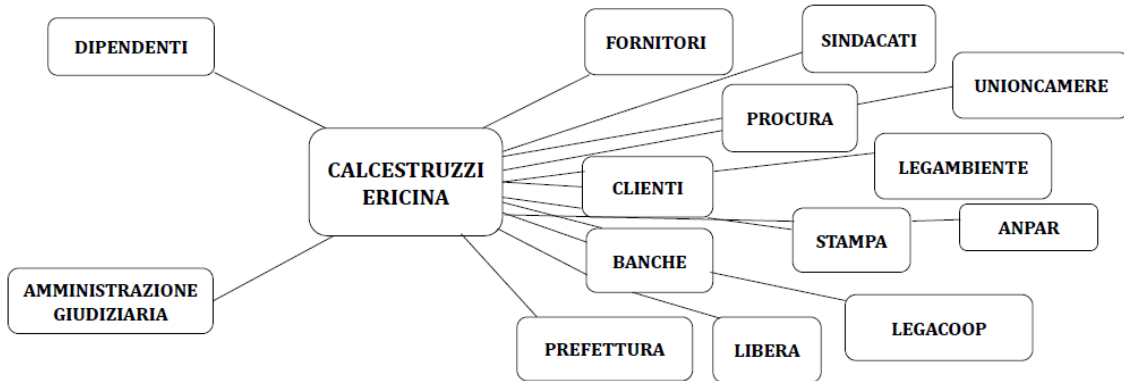 DIPENDENTI
FORNITORI
SINDACATI
UNIONCAMERE
PROCURA
CALCESTRUZZI
ERICINA
CLIENTI
LEGAMBIENTE
STAMPA
ANPAR
BANCHE
AMMINISTRAZIONE
GIUDIZIARIA
PREFETTURA
LIBERA
LEGACOOP